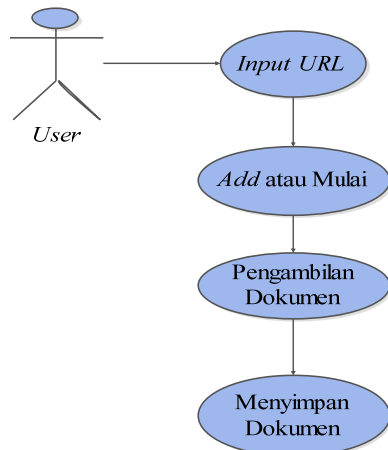 Input URL
User
Add atau Mulai
Pengambilan
Dokumen
Menyimpan
Dokumen